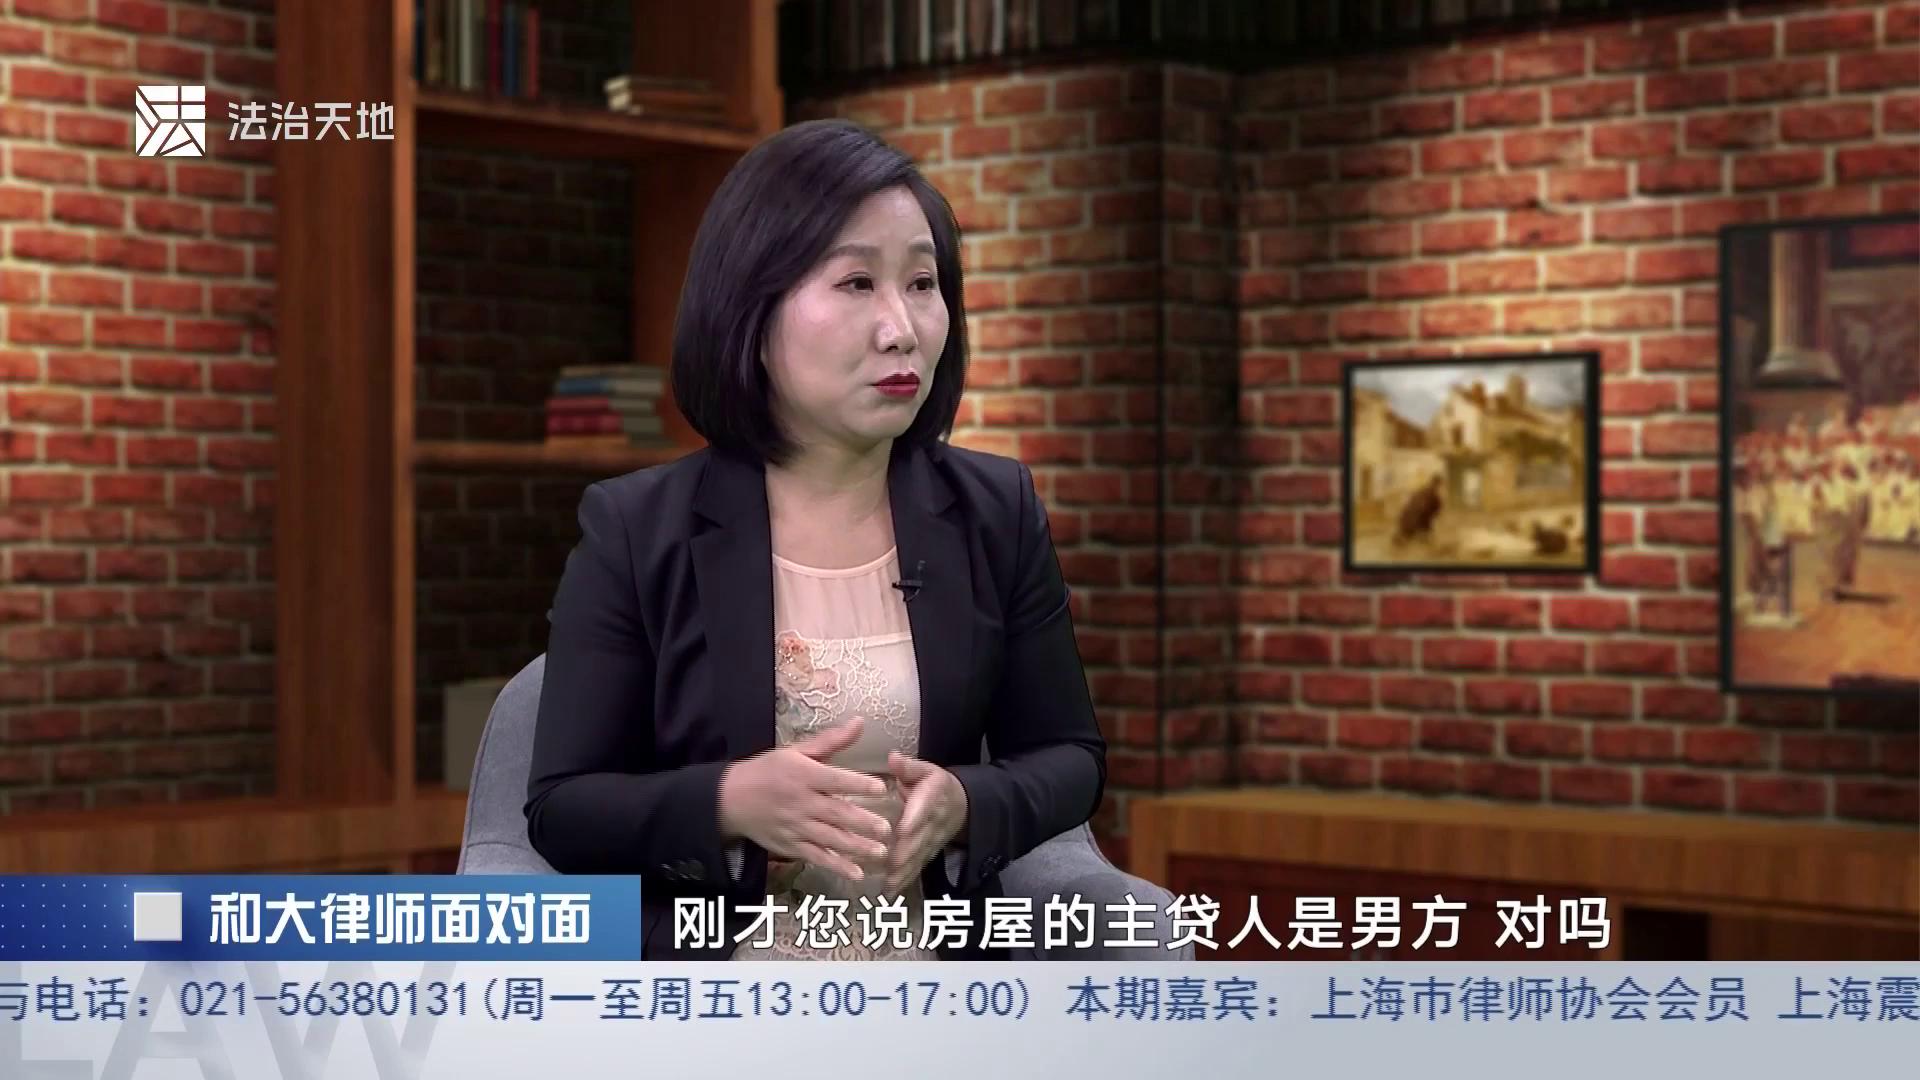 法治天地
和大律师面对面
刚才您说房屋的主贷人是男方 对吗
与电话：021-56380131(周一至周五13:00-17:00) 本期嘉宾：上海市律师协会会员 上海震
LAW